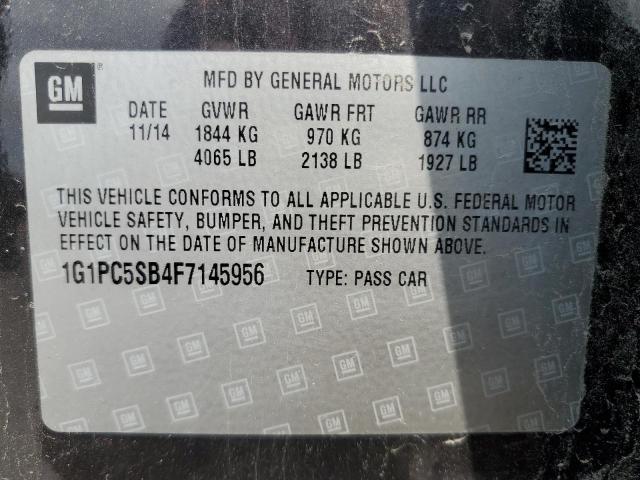 GM ®
MFD BY GENERAL MOTORS LLC
DATE GVWR GAWR FRT GAWR RR
11/14 1844 KG 970 KG 874 KG
4065 LB 2138 LB 1927 LB
THIS VEHICLE CONFORMS TO ALL APPLICABLE U.S. FEDERAL MOTOR
VEHICLE SAFETY, BUMPER, AND THEFT PREVENTION STANDARDS IN
EFFECT ON THE DATE OF MANUFACTURE SHOWN ABOVE.
1G1PC5SB4F7145956 TYPE: PASS CAR